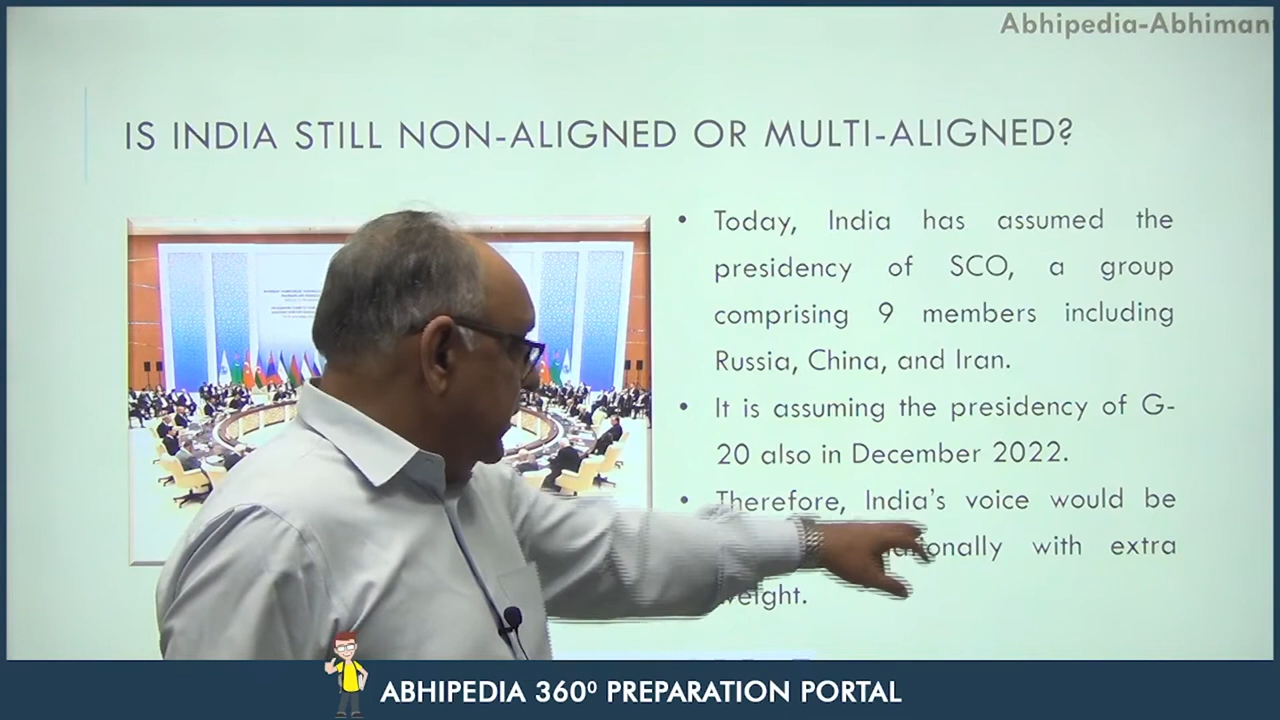 Abhipedia-Abhiman
IS INDIA STILL NON-ALIGNED OR MULTI-ALIGNED?
• Today, India has assumed the
presidency of SCO, a group
comprising 9 members including
Russia, China, and Iran.
• It is assuming the presidency of G-
20 also in December 2022.
• Therefore, India's voice would be
with extra
weight.
ABHIPEDIA 360⁰ PREPARATION PORTAL